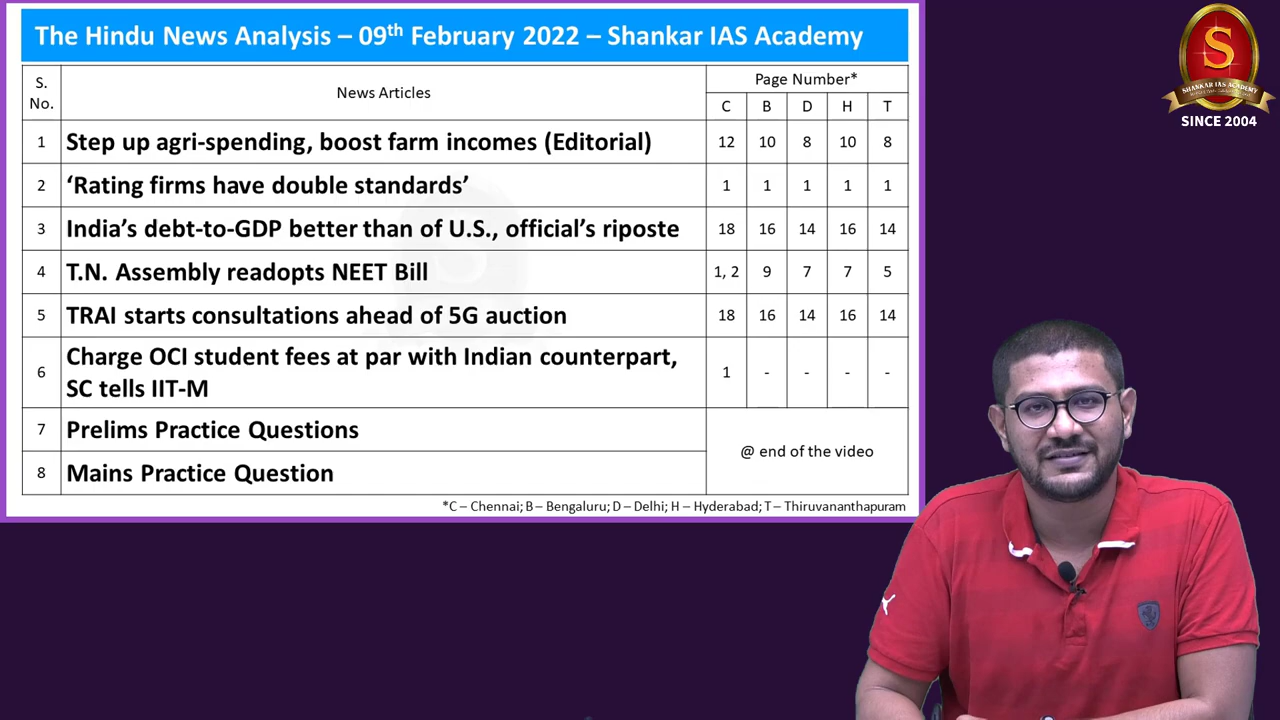 The Hindu News Analysis – 09th February 2022 – Shankar IAS Academy
S. No. News Articles Page Number*
C B D H T
1 Step up agri-spending, boost farm incomes (Editorial) 12 10 8 10 8
2 ‘Rating firms have double standards’ 1 1 1 1 1
3 India’s debt-to-GDP better than of U.S., official’s riposte 18 16 14 16 14
4 T.N. Assembly readopts NEET Bill 1, 2 9 7 7 5
5 TRAI starts consultations ahead of 5G auction 18 16 14 16 14
6 Charge OCI student fees at par with Indian counterpart,
SC tells IIT-M 1 - - - -
7 Prelims Practice Questions
@ end of the video
8 Mains Practice Question
*C – Chennai; B – Bengaluru; D – Delhi; H – Hyderabad; T – Thiruvananthapuram
S
SHANKAR IAS ACADEMY
SINCE 2004